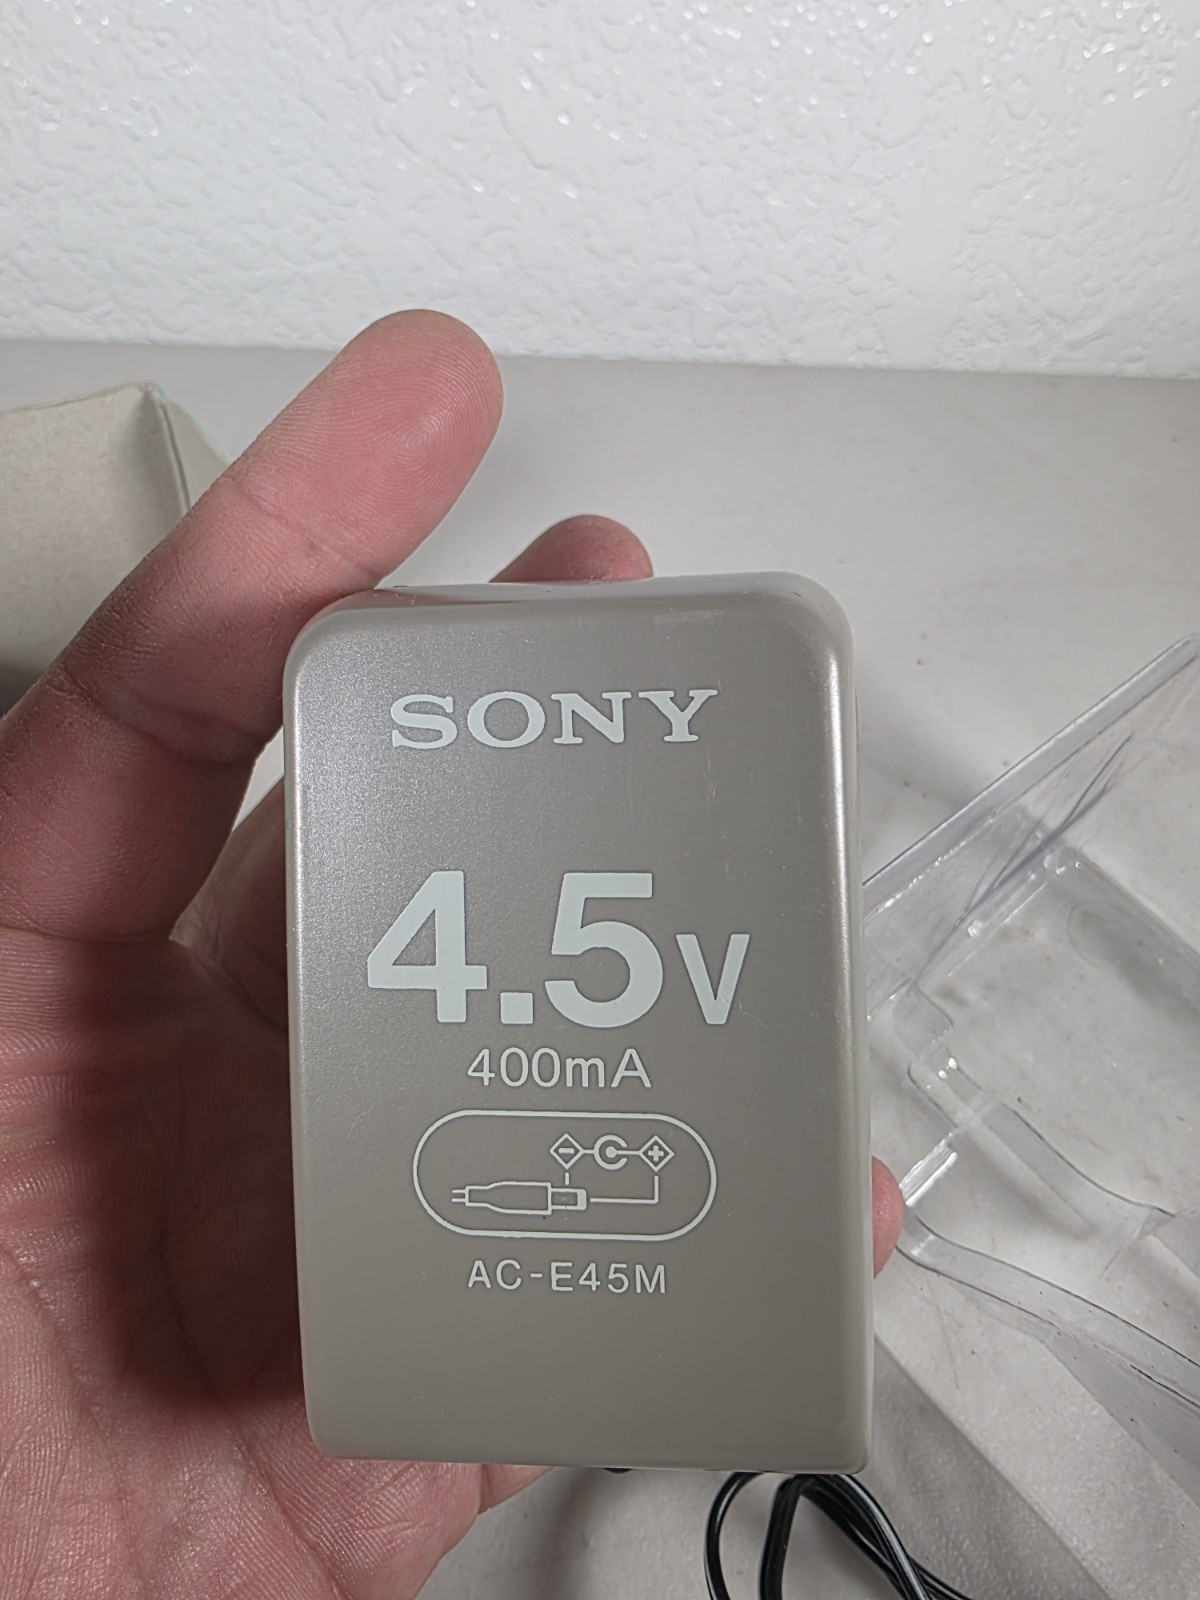 SONY
4.5V
400mA
- +
AC-E45M